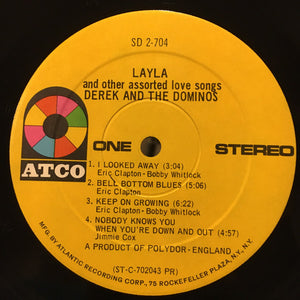 SD 2-704
LAYLA
and other assorted love songs
DEREK AND THE DOMINOS
ATCO
ONE
STEREO
1 - I LOOKED AWAY (3:04)
Eric Clapton-Bobby Whitlock
2 - BELL BOTTOM BLUES (5:06)
Eric Clapton
3 - KEEP ON GROWING (6:22)
Eric Clapton-Bobby Whitlock
4 - NOBODY KNOWS YOU
WHEN YOU'RE DOWN AND OUT (4:57)
Jimmie Cox
A PRODUCT OF POLYDOR-ENGLAND
(ST-C-702043 PR)
MFG. BY ATLANTIC RECORDING CORP., 75 ROCKEFELLER PLAZA, N.Y., N.Y.